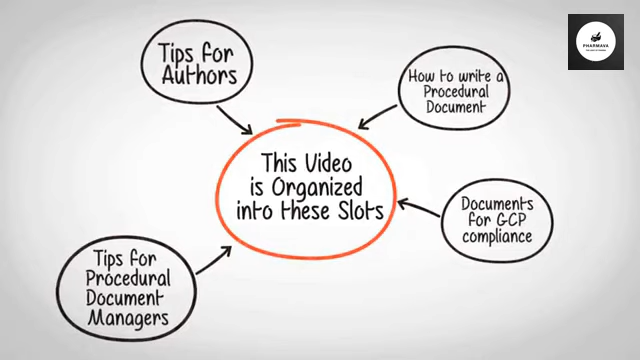 Tips for
Authors
How to write a
Procedural
Document
This Video
is Organized
into these Slots
Documents
for GCP
compliance
Tips for
Procedural
Document
Managers
PHARMAVA